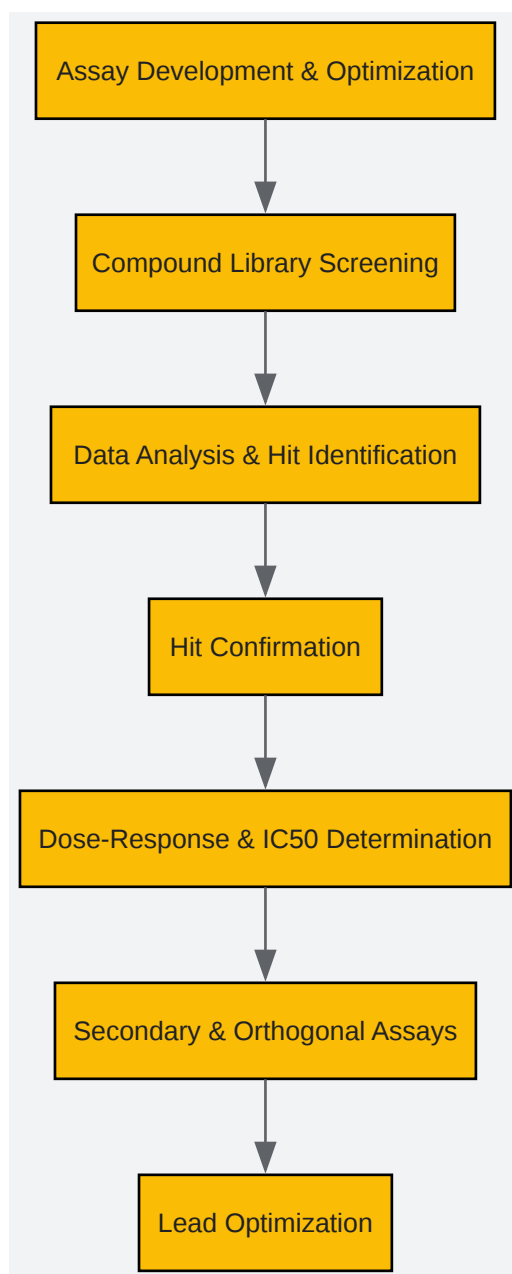 Assay Development & Optimization
Compound Library Screening
Data Analysis & Hit Identification
Hit Confirmation
Dose-Response & IC50 Determination
Secondary & Orthogonal Assays
Lead Optimization